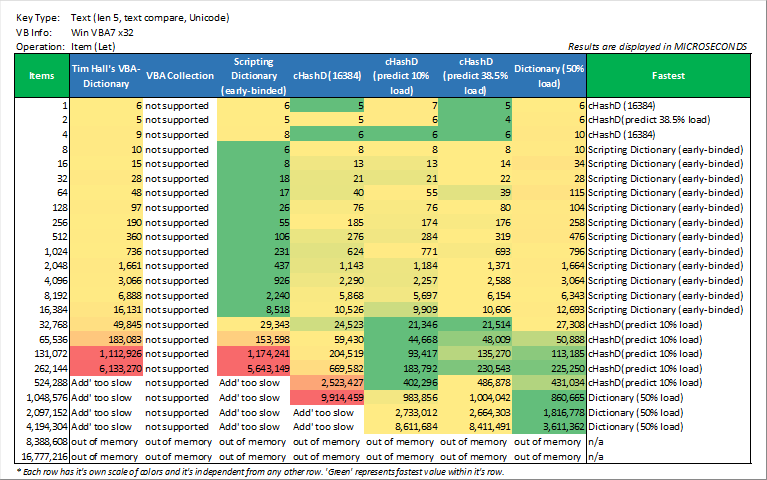 Key Type: Text (len 5, text compare, Unicode)
VB Info: Win VBA7 x32
Operation: Item (Let)
Results are displayed in MICROSECONDS
Items Tim Hall's VBA-Dictionary VBA Collection Scripting Dictionary (early-binded) cHashD (16384) cHashD (predict 10% load) cHashD (predict 38.5% load) Dictionary (50% load) Fastest
1 6 not supported 6 5 7 5 6 cHashD (16384)
2 5 not supported 5 5 6 4 6 cHashD(predict 38.5% load)
4 9 not supported 8 6 6 6 10 cHashD (16384)
8 10 not supported 6 8 8 8 10 Scripting Dictionary (early-binded)
16 15 not supported 8 13 13 14 34 Scripting Dictionary (early-binded)
32 28 not supported 18 21 21 22 28 Scripting Dictionary (early-binded)
64 48 not supported 17 40 55 39 115 Scripting Dictionary (early-binded)
128 97 not supported 26 76 76 80 104 Scripting Dictionary (early-binded)
256 190 not supported 55 185 174 176 258 Scripting Dictionary (early-binded)
512 360 not supported 106 276 284 319 476 Scripting Dictionary (early-binded)
1,024 736 not supported 231 624 771 693 796 Scripting Dictionary (early-binded)
2,048 1,661 not supported 437 1,143 1,184 1,371 1,664 Scripting Dictionary (early-binded)
4,096 3,066 not supported 926 2,290 2,257 2,588 3,064 Scripting Dictionary (early-binded)
8,192 6,888 not supported 2,240 5,868 5,697 6,154 6,343 Scripting Dictionary (early-binded)
16,384 16,131 not supported 8,518 10,526 9,909 10,606 12,693 Scripting Dictionary (early-binded)
32,768 49,845 not supported 29,343 24,523 21,346 21,514 27,308 cHashD(predict 10% load)
65,536 183,083 not supported 153,598 59,430 44,668 48,009 50,888 cHashD(predict 10% load)
131,072 1,112,926 not supported 1,174,241 204,519 93,417 135,270 113,185 cHashD(predict 10% load)
262,144 6,133,270 not supported 5,643,149 669,582 183,792 230,543 225,250 cHashD(predict 10% load)
524,288 Add' too slow not supported Add' too slow 2,523,427 402,296 486,878 431,034 cHashD(predict 10% load)
1,048,576 Add' too slow not supported Add' too slow 9,914,459 983,856 1,004,042 860,665 Dictionary (50% load)
2,097,152 Add' too slow not supported Add' too slow Add' too slow 2,733,012 2,664,303 1,816,778 Dictionary (50% load)
4,194,304 Add' too slow not supported Add' too slow Add' too slow 8,611,684 8,411,491 3,611,362 Dictionary (50% load)
8,388,608 out of memory out of memory out of memory out of memory out of memory out of memory out of memory n/a
16,777,216 out of memory out of memory out of memory out of memory out of memory out of memory out of memory n/a
* Each row has it's own scale of colors and it's independent from any other row. 'Green' represents fastest value within it's row.